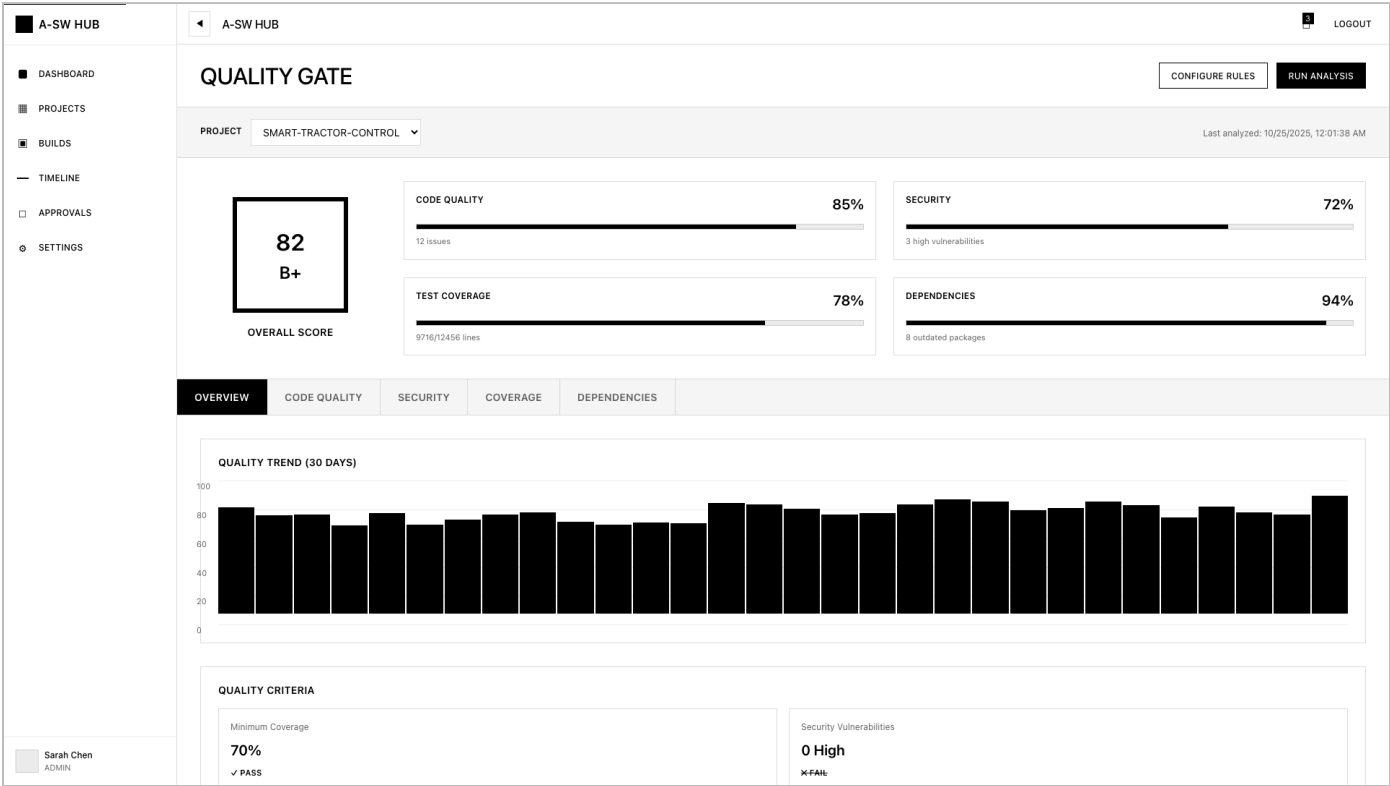 A-SW HUB
A-SW HUB
3
LOGOUT
DASHBOARD
PROJECTS
BUILDS
TIMELINE
APPROVALS
SETTINGS
QUALITY GATE
CONFIGURE RULES
RUN ANALYSIS
PROJECT
SMART-TRACTOR-CONTROL
Last analyzed: 10/25/2025, 12:01:38 AM
82
B+
OVERALL SCORE
CODE QUALITY
85%
12 issues
SECURITY
72%
3 high vulnerabilities
TEST COVERAGE
78%
9716/12456 lines
DEPENDENCIES
94%
8 outdated packages
OVERVIEW
CODE QUALITY
SECURITY
COVERAGE
DEPENDENCIES
QUALITY TREND (30 DAYS)
100
80
60
40
20
0
QUALITY CRITERIA
Minimum Coverage
70%
✓ PASS
Security Vulnerabilities
0 High
✕ FAIL
Sarah Chen
ADMIN